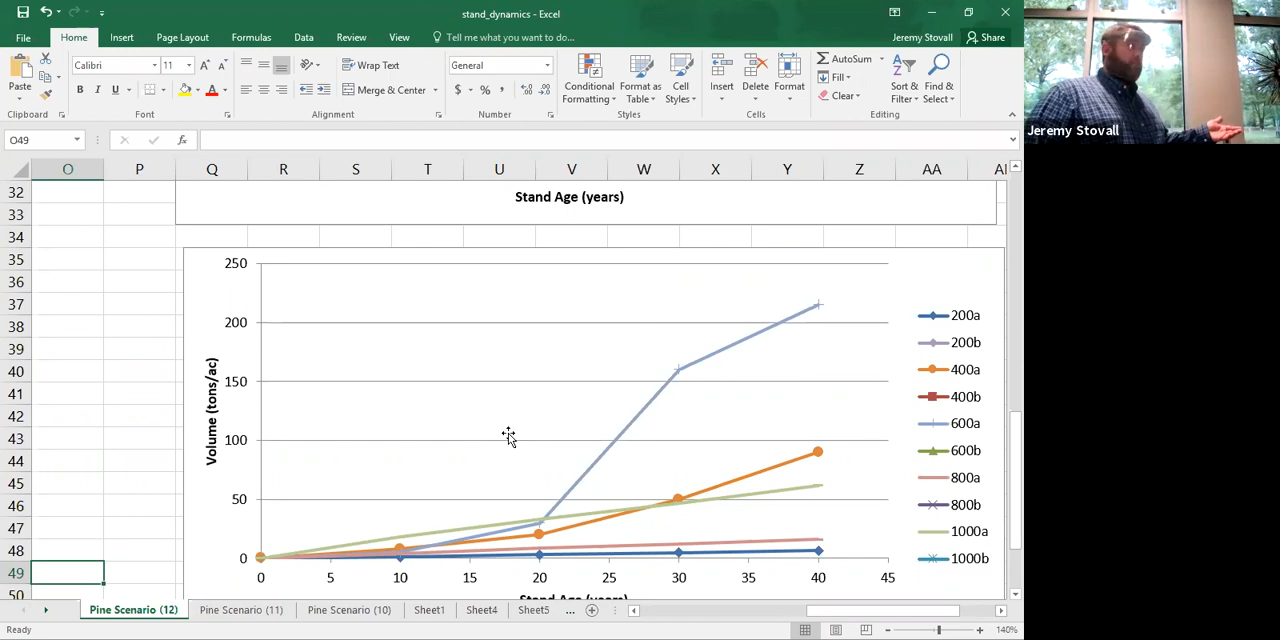 stand_dynamics - Excel
File Home Insert Page Layout Formulas Data Review View Tell me what you want to do... Jeremy Stovall Share
Paste
Calibri 11
B I U
Wrap Text
Merge & Center
General
$ % ,
Conditional Formatting
Format as Table
Cell Styles
Insert Delete Format
AutoSum
Fill
Clear
Sort & Filter
Find & Select
Clipboard Font Alignment Number Styles Cells Editing
Jeremy Stovall
O49 fx
O P Q R S T U V W X Y Z AA
32
33
34
35
36
37
38
39
40
41
42
43
44
45
46
47
48
49
50
Stand Age (years)
250
200
150
100
50
0
Volume (tons/ac)
0 5 10 15 20 25 30 35 40 45
200a
200b
400a
400b
600a
600b
800a
800b
1000a
1000b
Pine Scenario (12) Pine Scenario (11) Pine Scenario (10) Sheet1 Sheet4 Sheet5 ...
Ready 140%